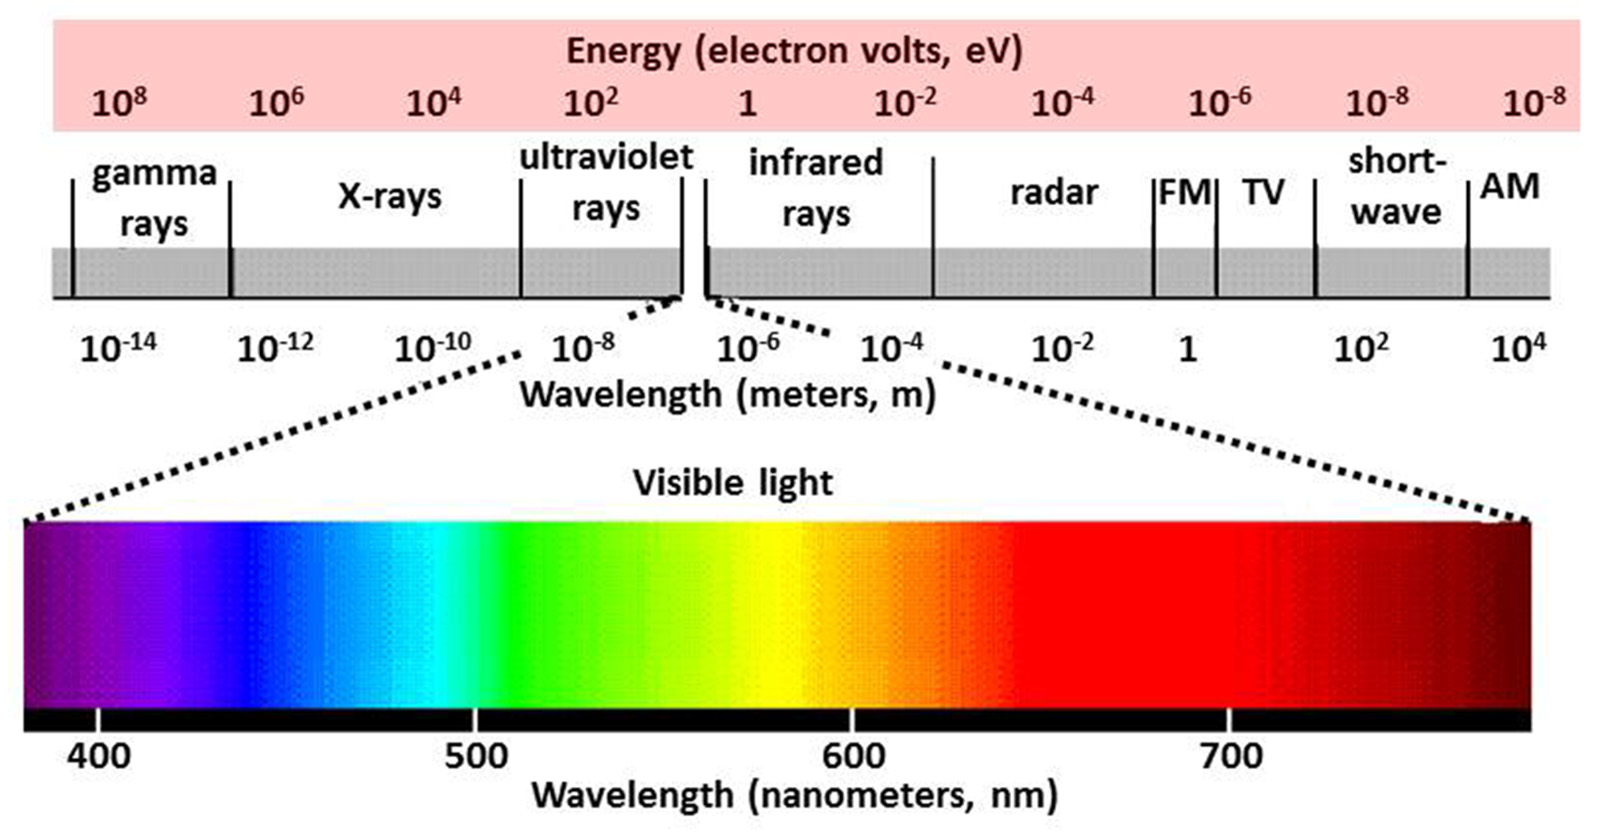 Energy (electron volts, eV)
10⁸ 10⁶ 10⁴ 10² 1 10⁻² 10⁻⁴ 10⁻⁶ 10⁻⁸ 10⁻⁸
gamma rays
X-rays
ultraviolet rays
infrared rays
radar
FM
TV
short-wave
AM
10⁻¹⁴ 10⁻¹² 10⁻¹⁰ 10⁻⁸ 10⁻⁶ 10⁻⁴ 10⁻² 1 10² 10⁴
Wavelength (meters, m)
Visible light
400 500 600 700
Wavelength (nanometers, nm)